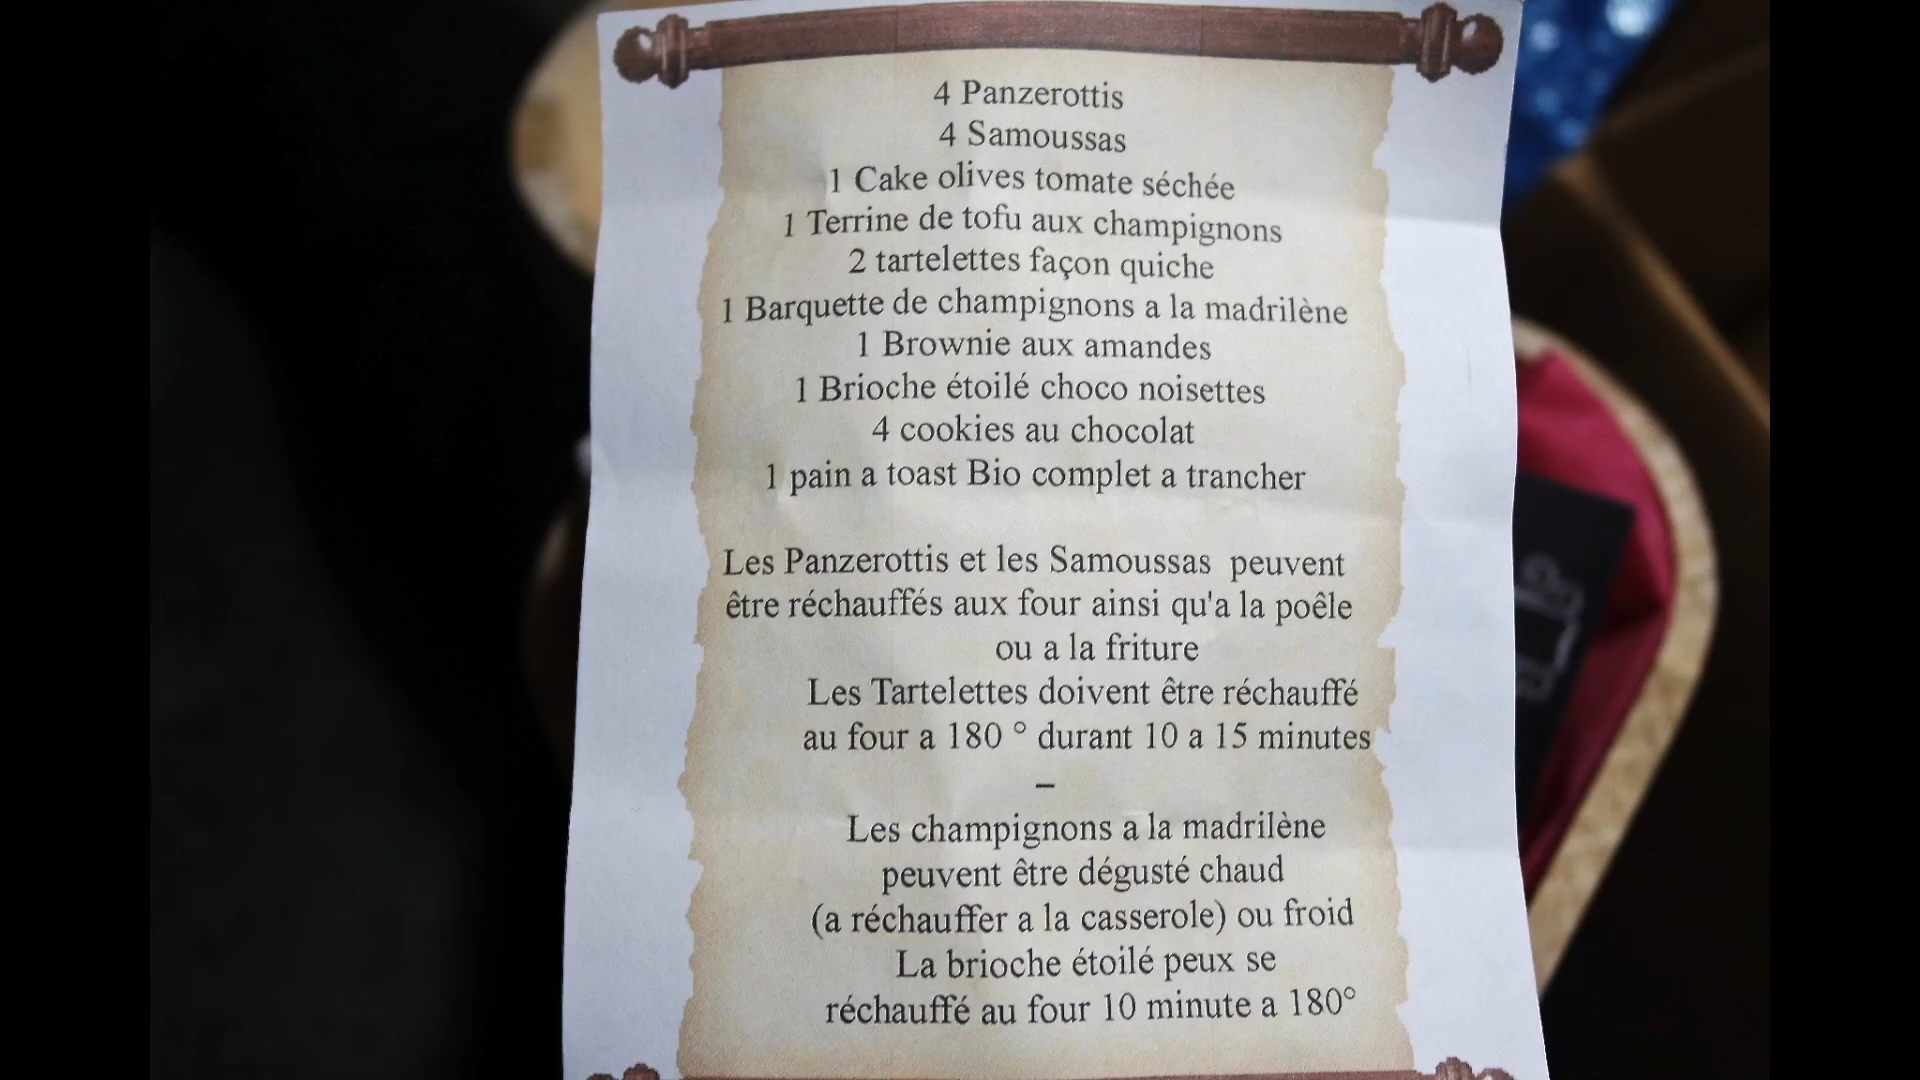 4 Panzerottis
4 Samoussas
1 Cake olives tomate séchée
1 Terrine de tofu aux champignons
2 tartelettes façon quiche
1 Barquette de champignons a la madrilène
1 Brownie aux amandes
1 Brioche étoilé choco noisettes
4 cookies au chocolat
1 pain a toast Bio complet a trancher
Les Panzerottis et les Samoussas peuvent
être réchauffés aux four ainsi qu'a la poêle
ou a la friture
Les Tartelettes doivent être réchauffé
au four a 180 ° durant 10 a 15 minutes
–
Les champignons a la madrilène
peuvent être dégusté chaud
(a réchauffer a la casserole) ou froid
La brioche étoilé peux se
réchauffé au four 10 minute a 180°